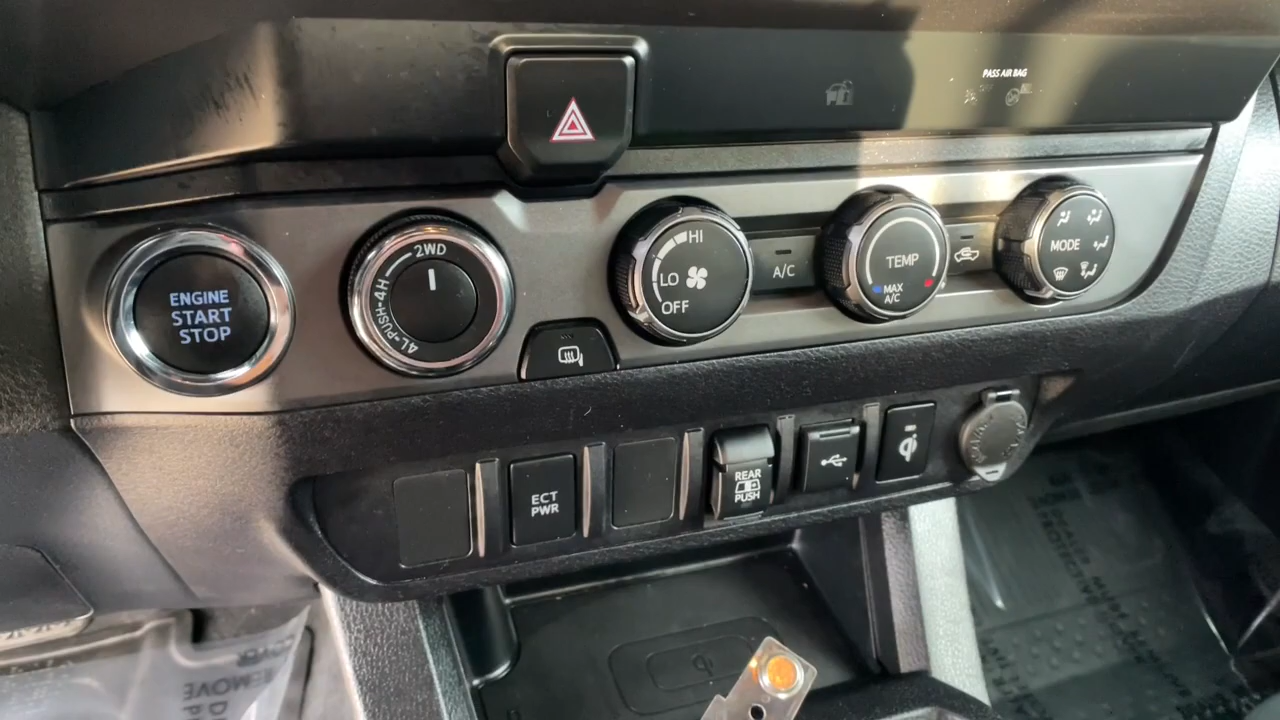 PASS AIR BAG
ENGINE
START
STOP
2WD
4L-PUSH-4H
HI
LO
OFF
A/C
TEMP
MAX
A/C
MODE
ECT
PWR
REAR
PUSH
REMOVE